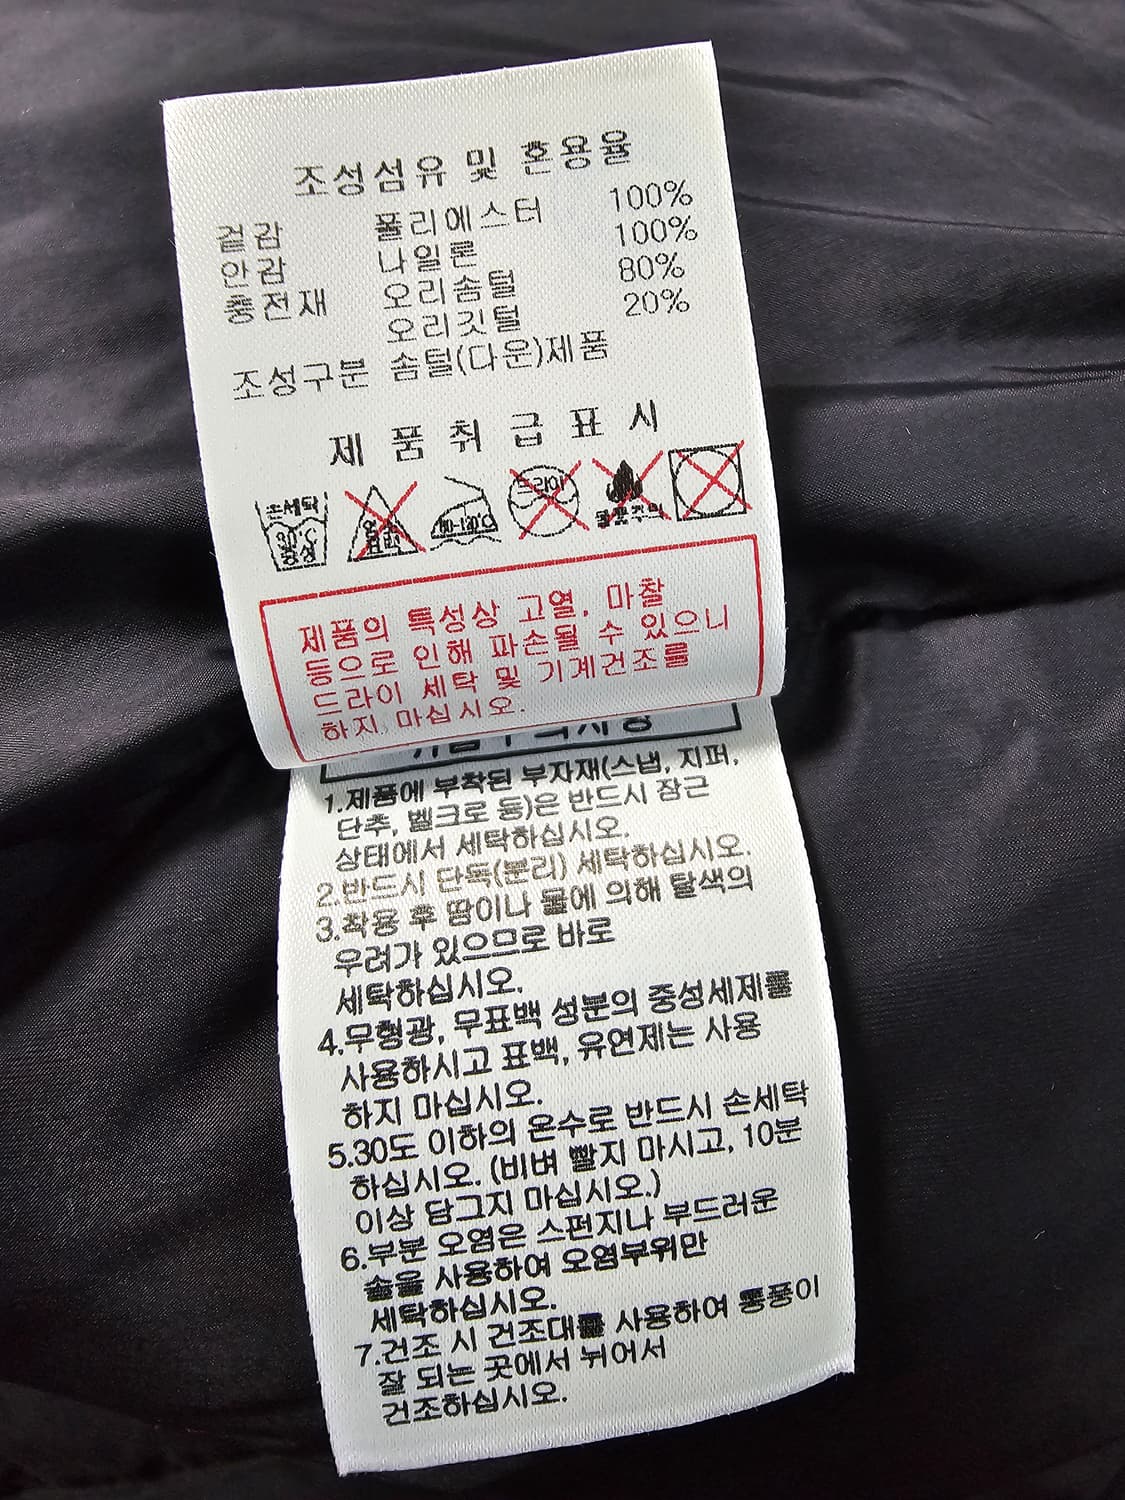 조성섬유 및 혼용율
겉감 폴리에스터 100%
안감 나일론 100%
충전재 오리솜털 80%
오리깃털 20%
조성구분 솜털(다운)제품
제품취급표시
손세탁 30℃ 중성
염소 표백
80-120℃
드라이
불꽃주의
제품의 특성상 고열, 마찰
등으로 인해 파손될 수 있으니
드라이 세탁 및 기계건조를
하지 마십시오.
1.제품에 부착된 부자재(스냅, 지퍼,
단추, 벨크로 등)은 반드시 잠근
상태에서 세탁하십시오.
2.반드시 단독(분리) 세탁하십시오.
3.착용 후 땀이나 물에 의해 탈색의
우려가 있으므로 바로
세탁하십시오.
4.무형광, 무표백 성분의 중성세제를
사용하시고 표백, 유연제는 사용
하지 마십시오.
5.30도 이하의 온수로 반드시 손세탁
하십시오. (비벼 빨지 마시고, 10분
이상 담그지 마십시오.)
6.부분 오염은 스펀지나 부드러운
솔을 사용하여 오염부위만
세탁하십시오.
7.건조 시 건조대를 사용하여 통풍이
잘 되는 곳에서 뉘어서
건조하십시오.